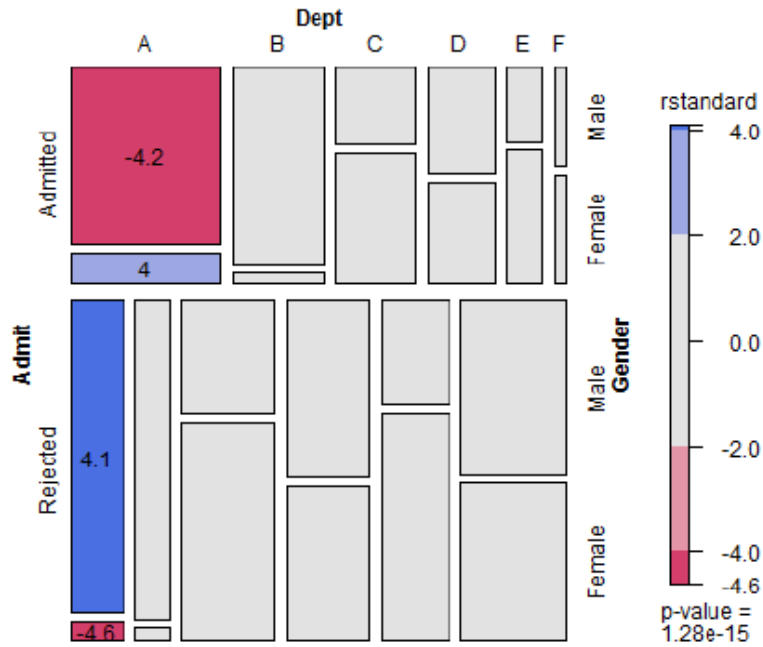 Dept
A B C D E F
Admit
Admitted
Rejected
-4.2
4
4.1
-4.6
Male
Female
Male
Female
Gender
rstandard
4.0
2.0
0.0
-2.0
-4.0
-4.6
p-value =
1.28e-15